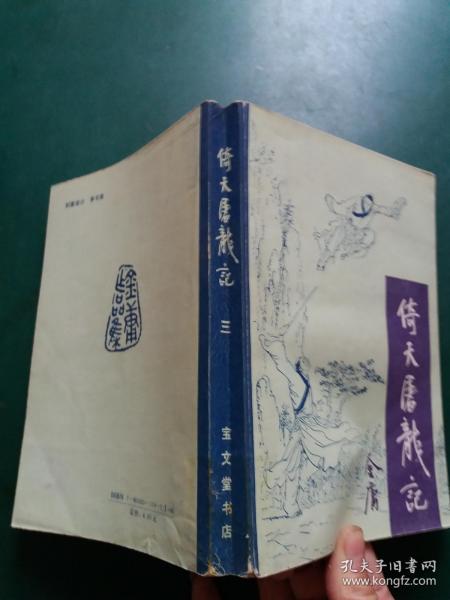 金庸
作品集
倚天屠龍記
三
宝文堂书店
倚天屠龍記
金庸
孔夫子旧书网
www.kongfz.com